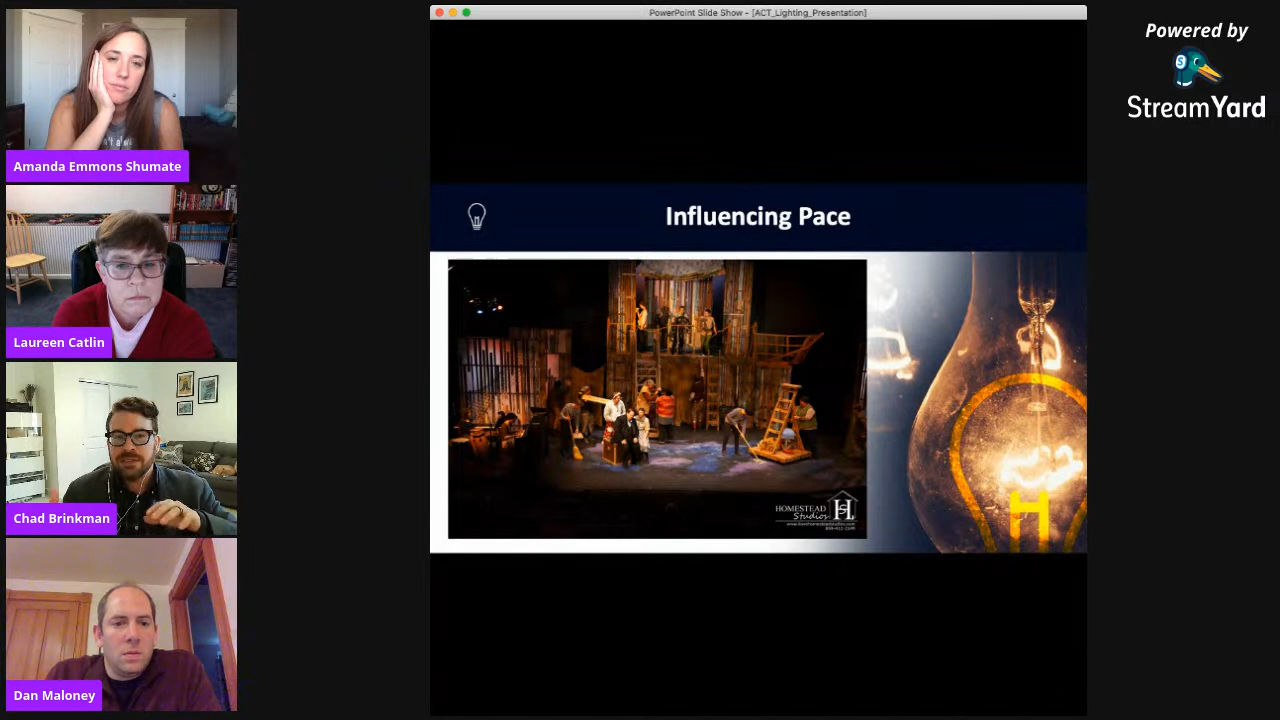 PowerPoint Slide Show - [ACT_Lighting_Presentation]
Powered by
StreamYard
Amanda Emmons Shumate
Influencing Pace
Laureen Catlin
Chad Brinkman
HOMESTEAD
Studios
Dan Maloney